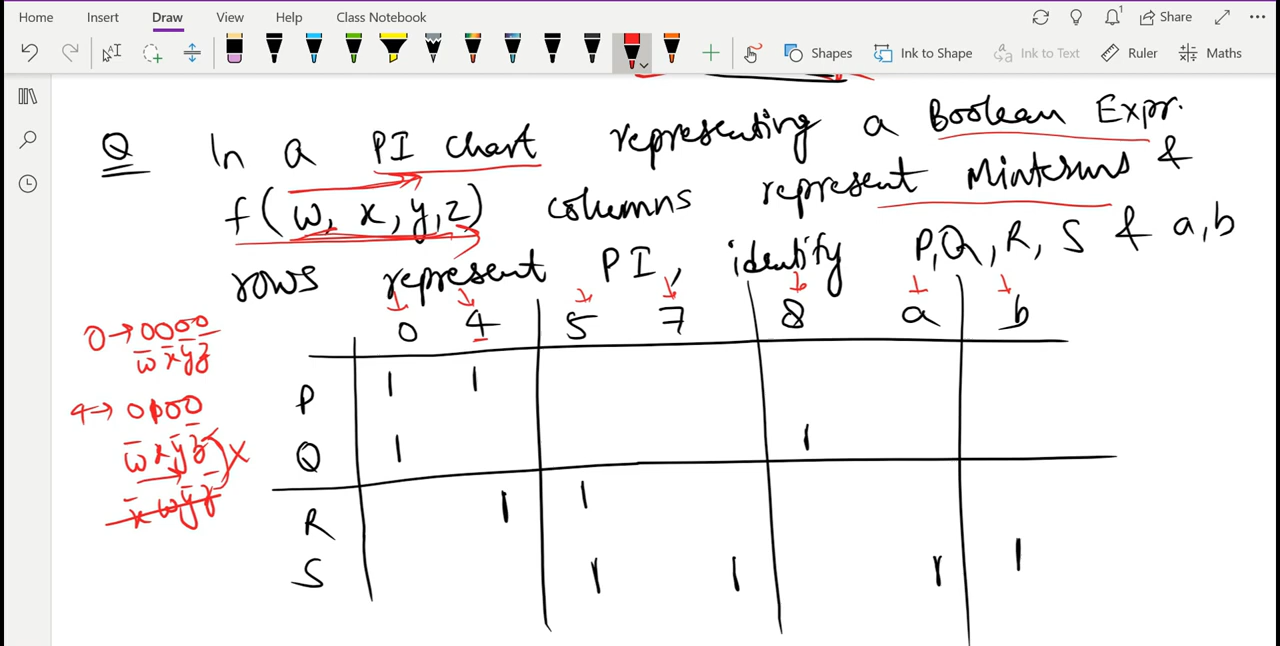 Home Insert Draw View Help Class Notebook 1 Share
Ink to Shape Ink to Text Shapes Ruler Maths
Q In a PI chart representing a Boolean Expr.
f(w, x, y, z) columns represent Minterms &
rows represent PI, identify P, Q, R, S & a, b
0 4 5 7 8 a b
0 → 0000
w̅ x̅ y̅ z̅
P 1 1
4 → 0100
w̅ x y̅ z̅ X
Q 1 1
x̅ w y̅ z̅
R 1 1
S 1 1 1 1